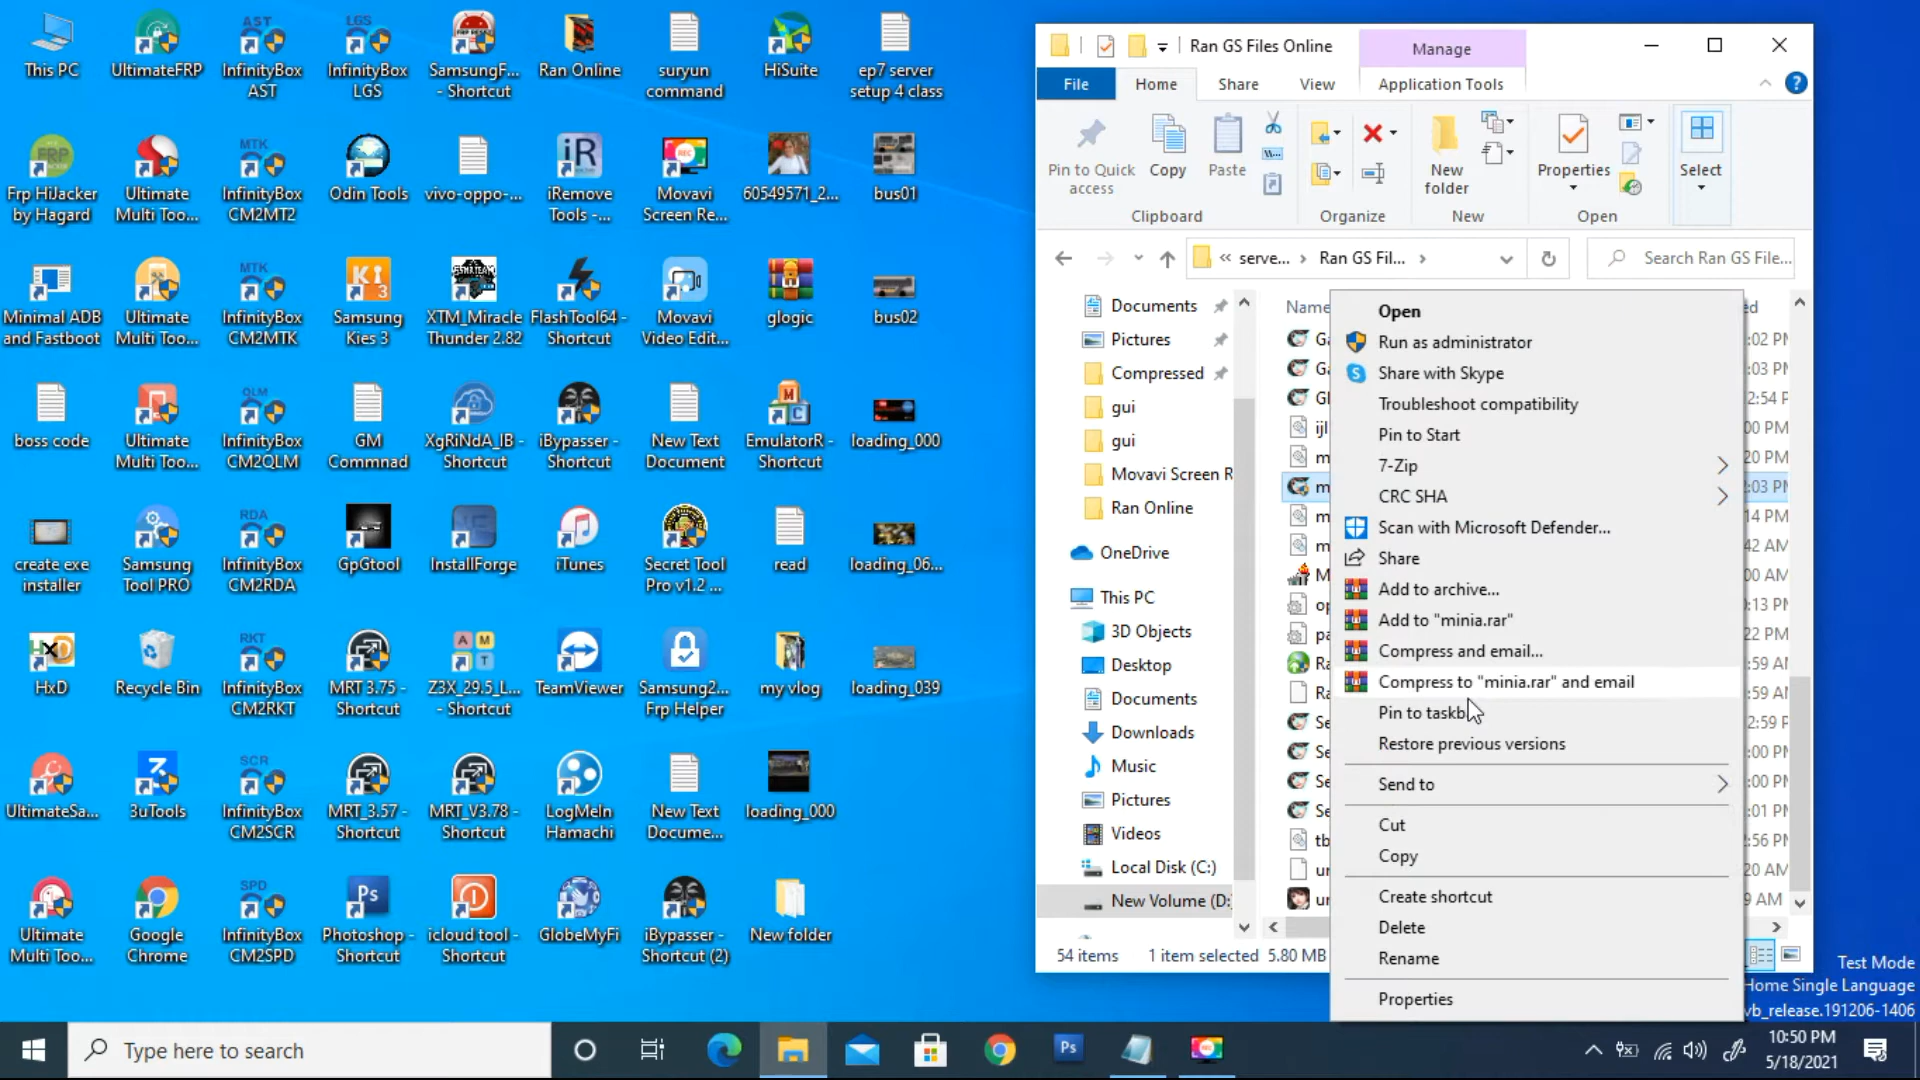 This PC
UltimateFRP
InfinityBox
AST
InfinityBox
LGS
SamsungF...
- Shortcut
Ran Online
suryun
command
HiSuite
ep7 server
setup 4 class
Frp HiJacker
by Hagard
Ultimate
Multi Too...
InfinityBox
CM2MT2
Odin Tools
vivo-oppo-...
iRemove
Tools -...
Movavi
Screen Re...
60549571_2...
bus01
Minimal ADB
and Fastboot
Ultimate
Multi Too...
InfinityBox
CM2MTK
Samsung
Kies 3
XTM_Miracle
Thunder 2.82
FlashTool64 -
Shortcut
Movavi
Video Edit...
glogic
bus02
boss code
Ultimate
Multi Too...
InfinityBox
CM2QLM
GM
Commnad
XgRiNdA_IB -
Shortcut
iBypasser -
Shortcut
New Text
Document
EmulatorR -
Shortcut
loading_000
create exe
installer
Samsung
Tool PRO
InfinityBox
CM2RDA
GpGtool
InstallForge
iTunes
Secret Tool
Pro v1.2 ...
read
loading_06...
HxD
Recycle Bin
InfinityBox
CM2RKT
MRT 3.75 -
Shortcut
Z3X_29.5_L...
- Shortcut
TeamViewer
Samsung2...
Frp Helper
my vlog
loading_039
UltimateSa...
3uTools
InfinityBox
CM2SCR
MRT_3.57 -
Shortcut
MRT_V3.78 -
Shortcut
LogMeIn
Hamachi
New Text
Docume...
loading_000
Ultimate
Multi Too...
Google
Chrome
InfinityBox
CM2SPD
Photoshop -
Shortcut
icloud tool -
Shortcut
GlobeMyFi
iBypasser -
Shortcut (2)
New folder
Ran GS Files Online
Manage
File
Home
Share
View
Application Tools
Pin to Quick
access
Copy
Paste
New
folder
Properties
Select
Clipboard
Organize
New
Open
« serve... › Ran GS Fil... ›
Search Ran GS File...
Documents
Pictures
Compressed
gui
gui
Movavi Screen R
Ran Online
OneDrive
This PC
3D Objects
Desktop
Documents
Downloads
Music
Pictures
Videos
Local Disk (C:)
New Volume (D:
Name
Open
Run as administrator
Share with Skype
Troubleshoot compatibility
Pin to Start
7-Zip
CRC SHA
Scan with Microsoft Defender...
Share
Add to archive...
Add to "minia.rar"
Compress and email...
Compress to "minia.rar" and email
Pin to taskb
Restore previous versions
Send to
Cut
Copy
Create shortcut
Delete
Rename
Properties
54 items
1 item selected
5.80 MB
Test Mode
Home Single Language
vb_release.191206-1406
Type here to search
10:50 PM
5/18/2021